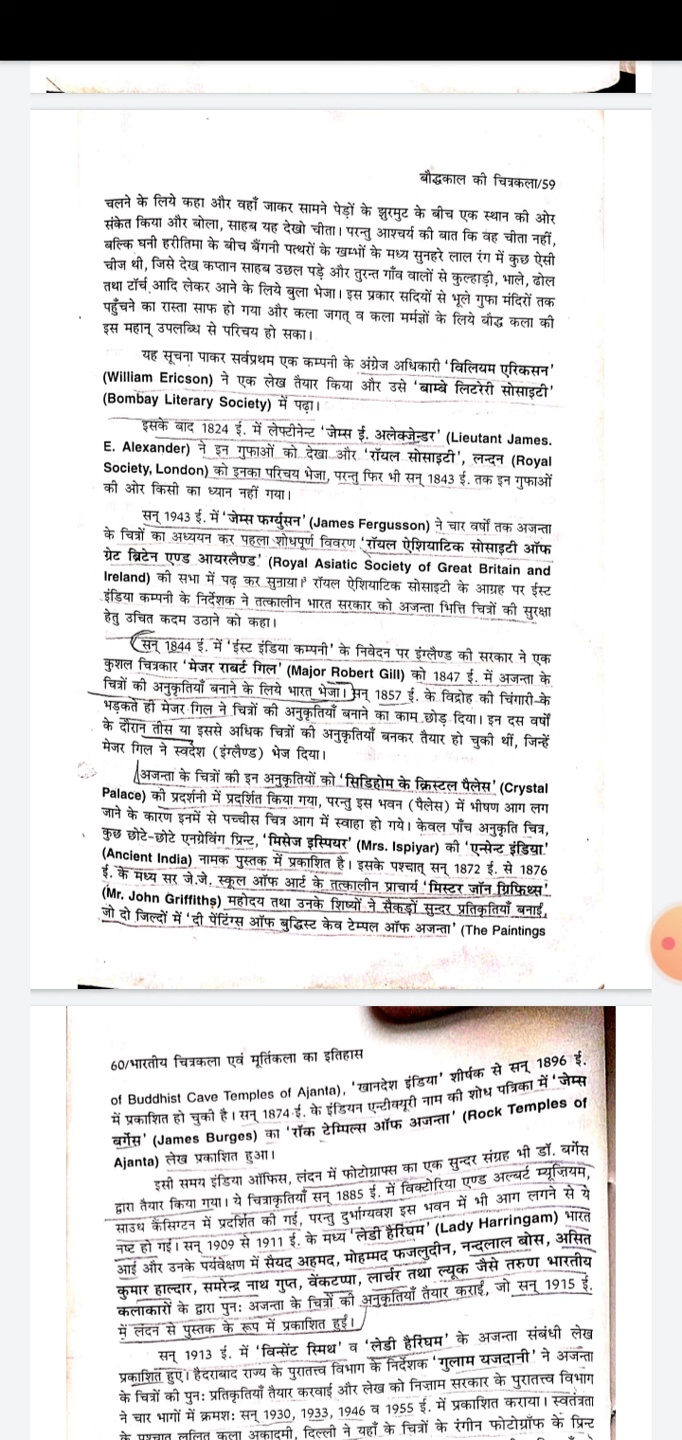 बौद्धकाल की चित्रकला/59
चलने के लिये कहा और वहाँ जाकर सामने पेड़ों के झुरमुट के बीच एक स्थान की ओर
संकेत किया और बोला, साहब यह देखो चीता। परन्तु आश्चर्य की बात कि वह चीता नहीं,
बल्कि घनी हरीतिमा के बीच बैंगनी पत्थरों के खम्भों के मध्य सुनहरे लाल रंग में कुछ ऐसी
चीज थी, जिसे देख कप्तान साहब उछल पड़े और तुरन्त गाँव वालों से कुल्हाड़ी, भाले, ढोल
तथा टॉर्च आदि लेकर आने के लिये बुला भेजा। इस प्रकार सदियों से भूले गुफा मंदिरों तक
पहुँचने का रास्ता साफ हो गया और कला जगत् व कला मर्मज्ञों के लिये बौद्ध कला की
इस महान् उपलब्धि से परिचय हो सका।
यह सूचना पाकर सर्वप्रथम एक कम्पनी के अंग्रेज अधिकारी 'विलियम एरिकसन'
(William Ericson) ने एक लेख तैयार किया और उसे 'बाम्बे लिटरेरी सोसाइटी'
(Bombay Literary Society) में पढ़ा।
इसके बाद 1824 ई. में लेफ्टीनेन्ट 'जेम्स ई. अलेक्जेन्डर' (Lieutant James.
E. Alexander) ने इन गुफाओं को देखा और 'रॉयल सोसाइटी', लन्दन (Royal
Society, London) को इनका परिचय भेजा, परन्तु फिर भी सन् 1843 ई. तक इन गुफाओं
की ओर किसी का ध्यान नहीं गया।
सन् 1943 ई. में 'जेम्स फर्ग्युसन' (James Fergusson) ने चार वर्षों तक अजन्ता
के चित्रों का अध्ययन कर पहला शोधपूर्ण विवरण 'रॉयल ऐशियाटिक सोसाइटी ऑफ
ग्रेट ब्रिटेन एण्ड आयरलैण्ड' (Royal Asiatic Society of Great Britain and
Ireland) की सभा में पढ़ कर सुनाया। रॉयल ऐशियाटिक सोसाइटी के आग्रह पर ईस्ट
इंडिया कम्पनी के निर्देशक ने तत्कालीन भारत सरकार को अजन्ता भित्ति चित्रों की सुरक्षा
हेतु उचित कदम उठाने को कहा।
सन् 1844 ई. में 'ईस्ट इंडिया कम्पनी' के निवेदन पर इंग्लैण्ड की सरकार ने एक
कुशल चित्रकार 'मेजर राबर्ट गिल' (Major Robert Gill) को 1847 ई. में अजन्ता के
चित्रों की अनुकृतियाँ बनाने के लिये भारत भेजा। सन् 1857 ई. के विद्रोह की चिंगारी के
भड़कते ही मेजर गिल ने चित्रों की अनुकृतियाँ बनाने का काम छोड़ दिया। इन दस वर्षों
के दौरान तीस या इससे अधिक चित्रों की अनुकृतियाँ बनकर तैयार हो चुकी थीं, जिन्हें
मेजर गिल ने स्वदेश (इंग्लैण्ड) भेज दिया।
अजन्ता के चित्रों की इन अनुकृतियों को 'सिडिहोम के क्रिस्टल पैलेस' (Crystal
Palace) की प्रदर्शनी में प्रदर्शित किया गया, परन्तु इस भवन (पैलेस) में भीषण आग लग
जाने के कारण इनमें से पच्चीस चित्र आग में स्वाहा हो गये। केवल पाँच अनुकृति चित्र,
कुछ छोटे-छोटे एनग्रेविंग प्रिन्ट, 'मिसेज इस्पियर' (Mrs. Ispiyar) की 'एन्सेन्ट इंडिया'
(Ancient India) नामक पुस्तक में प्रकाशित है। इसके पश्चात् सन् 1872 ई. से 1876
ई. के मध्य सर जे.जे. स्कूल ऑफ आर्ट के तत्कालीन प्राचार्य 'मिस्टर जॉन ग्रिफिथ्स'
(Mr. John Griffiths) महोदय तथा उनके शिष्यों ने सैकड़ों सुन्दर प्रतिकृतियाँ बनाईं,
जो दो जिल्दों में 'दी पेंटिंग्स ऑफ बुद्धिस्ट केव टेम्पल ऑफ अजन्ता' (The Paintings
60/भारतीय चित्रकला एवं मूर्तिकला का इतिहास
of Buddhist Cave Temples of Ajanta), 'खानदेश इंडिया' शीर्षक से सन् 1896 ई.
में प्रकाशित हो चुकी है। सन् 1874 ई. के इंडियन एन्टीक्यूरी नाम की शोध पत्रिका में 'जेम्स
बर्गेस' (James Burges) का 'रॉक टेम्पिल्स ऑफ अजन्ता' (Rock Temples of
Ajanta) लेख प्रकाशित हुआ।
इसी समय इंडिया ऑफिस, लंदन में फोटोग्राफ्स का एक सुन्दर संग्रह भी डॉ. बर्गेस
द्वारा तैयार किया गया। ये चित्राकृतियाँ सन् 1885 ई. में विक्टोरिया एण्ड अल्बर्ट म्यूजियम,
साउथ कैंसिग्टन में प्रदर्शित की गई, परन्तु दुर्भाग्यवश इस भवन में भी आग लगने से ये
नष्ट हो गई। सन् 1909 से 1911 ई. के मध्य 'लेडी हैरिंघम' (Lady Harringam) भारत
आई और उनके पर्यवेक्षण में सैयद अहमद, मोहम्मद फजलुदीन, नन्दलाल बोस, असित
कुमार हाल्दार, समरेन्द्र नाथ गुप्त, वेंकटप्पा, लार्चर तथा ल्यूक जैसे तरुण भारतीय
कलाकारों के द्वारा पुनः अजन्ता के चित्रों की अनुकृतियाँ तैयार कराईं, जो सन् 1915 ई.
में लंदन से पुस्तक के रूप में प्रकाशित हुईं।
सन् 1913 ई. में 'विन्सेंट स्मिथ' व 'लेडी हैरिंघम' के अजन्ता संबंधी लेख
प्रकाशित हुए। हैदराबाद राज्य के पुरातत्त्व विभाग के निर्देशक 'गुलाम यजदानी' ने अजन्ता
के चित्रों की पुनः प्रतिकृतियाँ तैयार करवाई और लेख को निजाम सरकार के पुरातत्त्व विभाग
ने चार भागों में क्रमशः सन् 1930, 1933, 1946 व 1955 ई. में प्रकाशित कराया। स्वतंत्रता
के पश्चात् ललित कला अकादमी, दिल्ली ने यहाँ के चित्रों के रंगीन फोटोग्रॉफ के प्रिन्ट